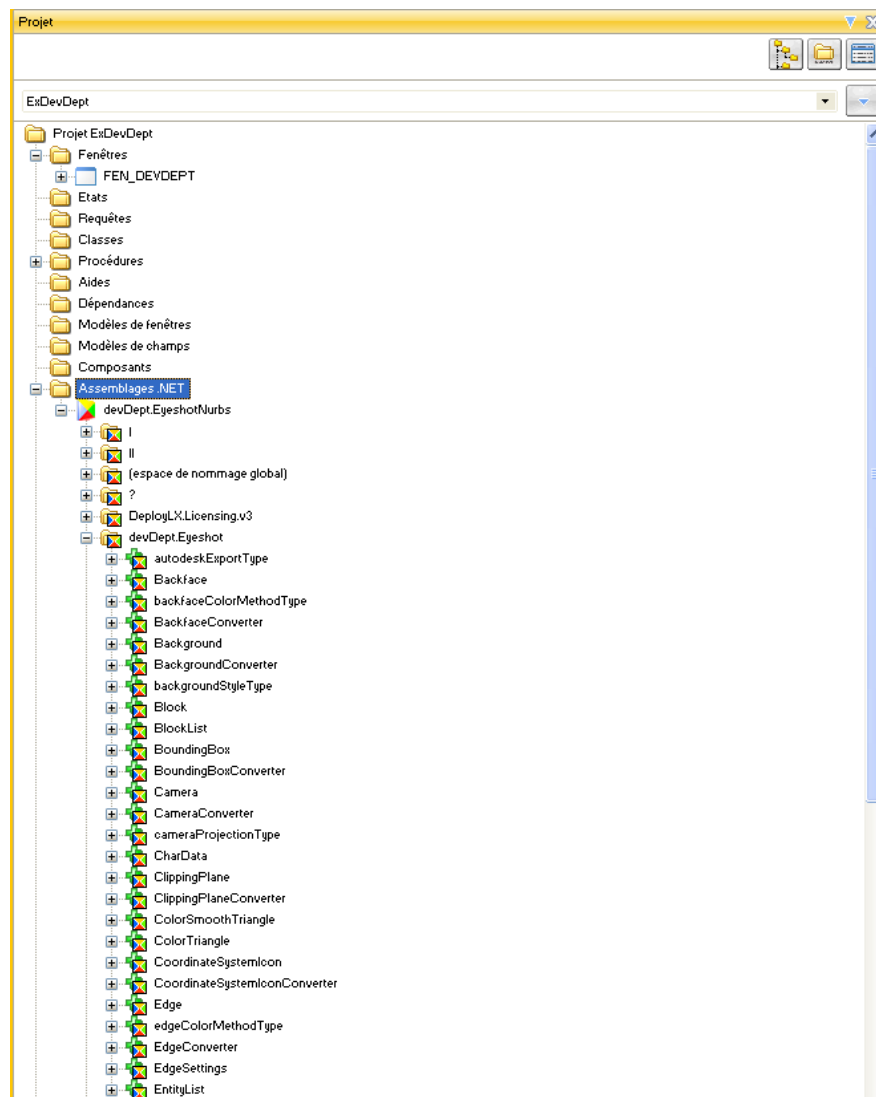 Projet
ExDevDept
Projet ExDevDept
Fenêtres
FEN_DEVDEPT
Etats
Requêtes
Classes
Procédures
Aides
Dépendances
Modèles de fenêtres
Modèles de champs
Composants
Assemblages .NET
devDept.EyeshotNurbs
l
ll
(espace de nommage global)
?
DeployLX.Licensing.v3
devDept.Eyeshot
autodeskExportType
Backface
backfaceColorMethodType
BackfaceConverter
Background
BackgroundConverter
backgroundStyleType
Block
BlockList
BoundingBox
BoundingBoxConverter
Camera
CameraConverter
cameraProjectionType
CharData
ClippingPlane
ClippingPlaneConverter
ColorSmoothTriangle
ColorTriangle
CoordinateSystemIcon
CoordinateSystemIconConverter
Edge
edgeColorMethodType
EdgeConverter
EdgeSettings
EntityList